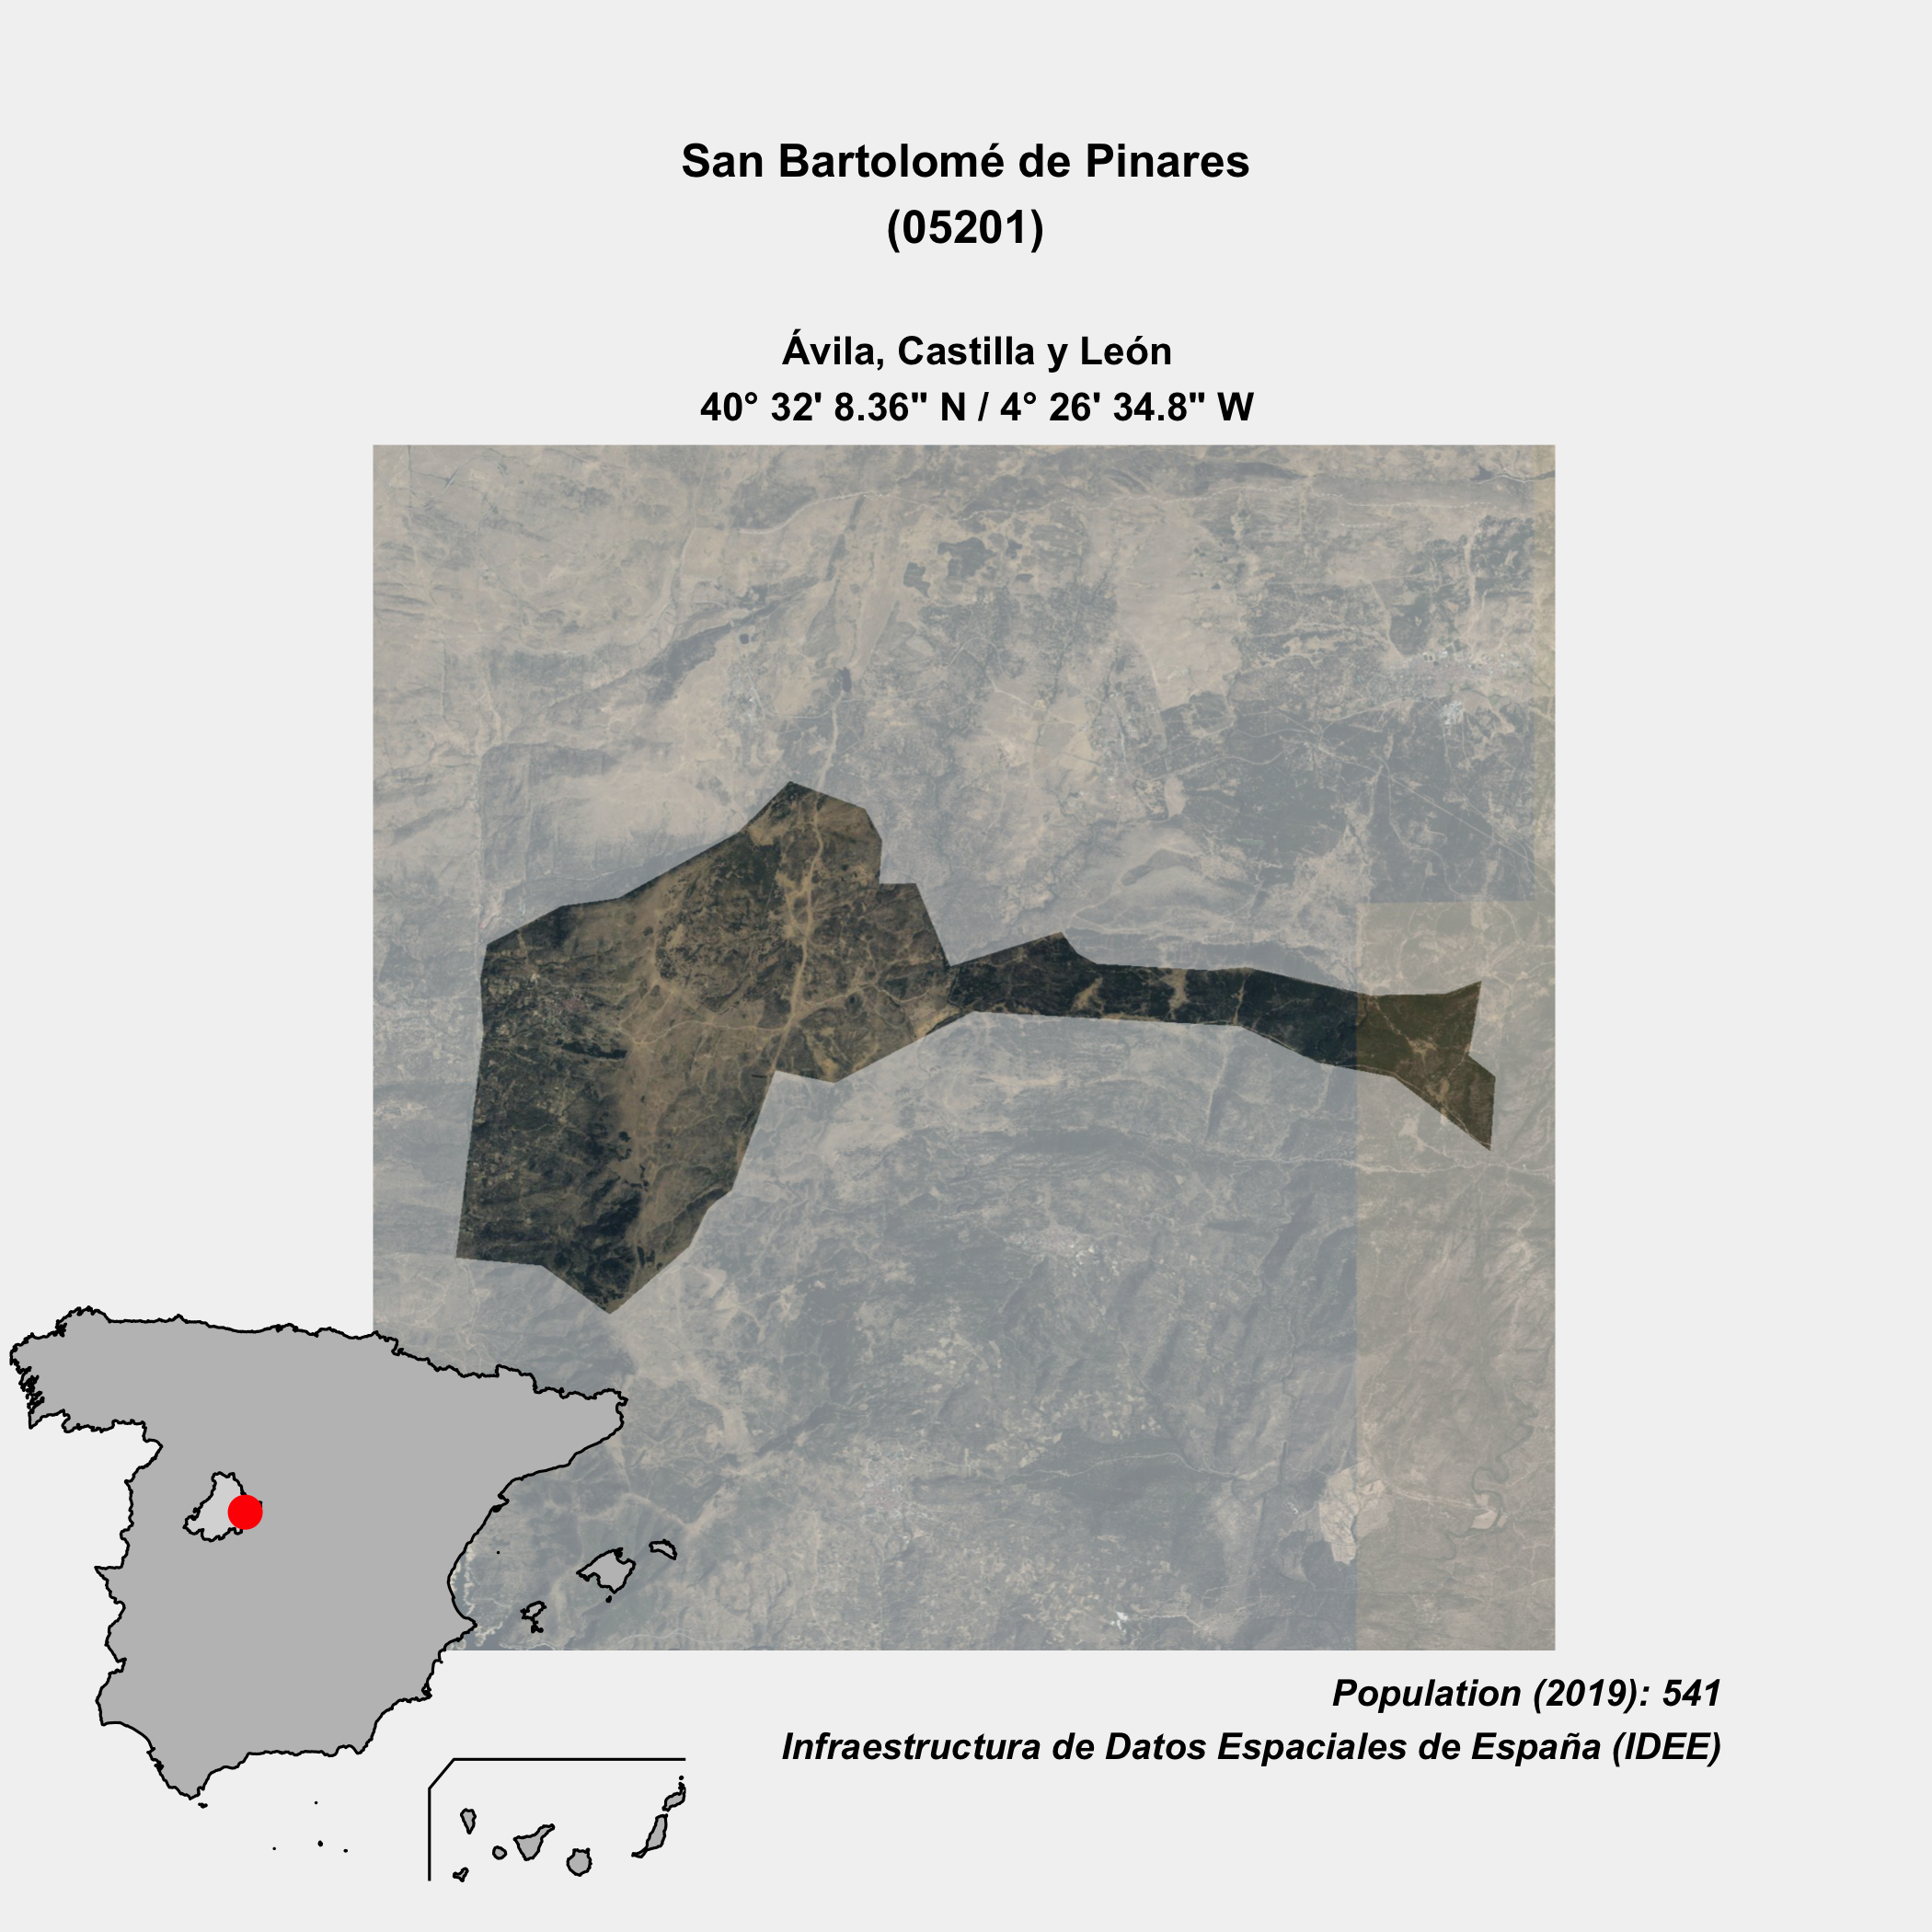 San Bartolomé de Pinares
(05201)
Ávila, Castilla y León
40° 32' 8.36" N / 4° 26' 34.8" W
Population (2019): 541
Infraestructura de Datos Espaciales de España (IDEE)